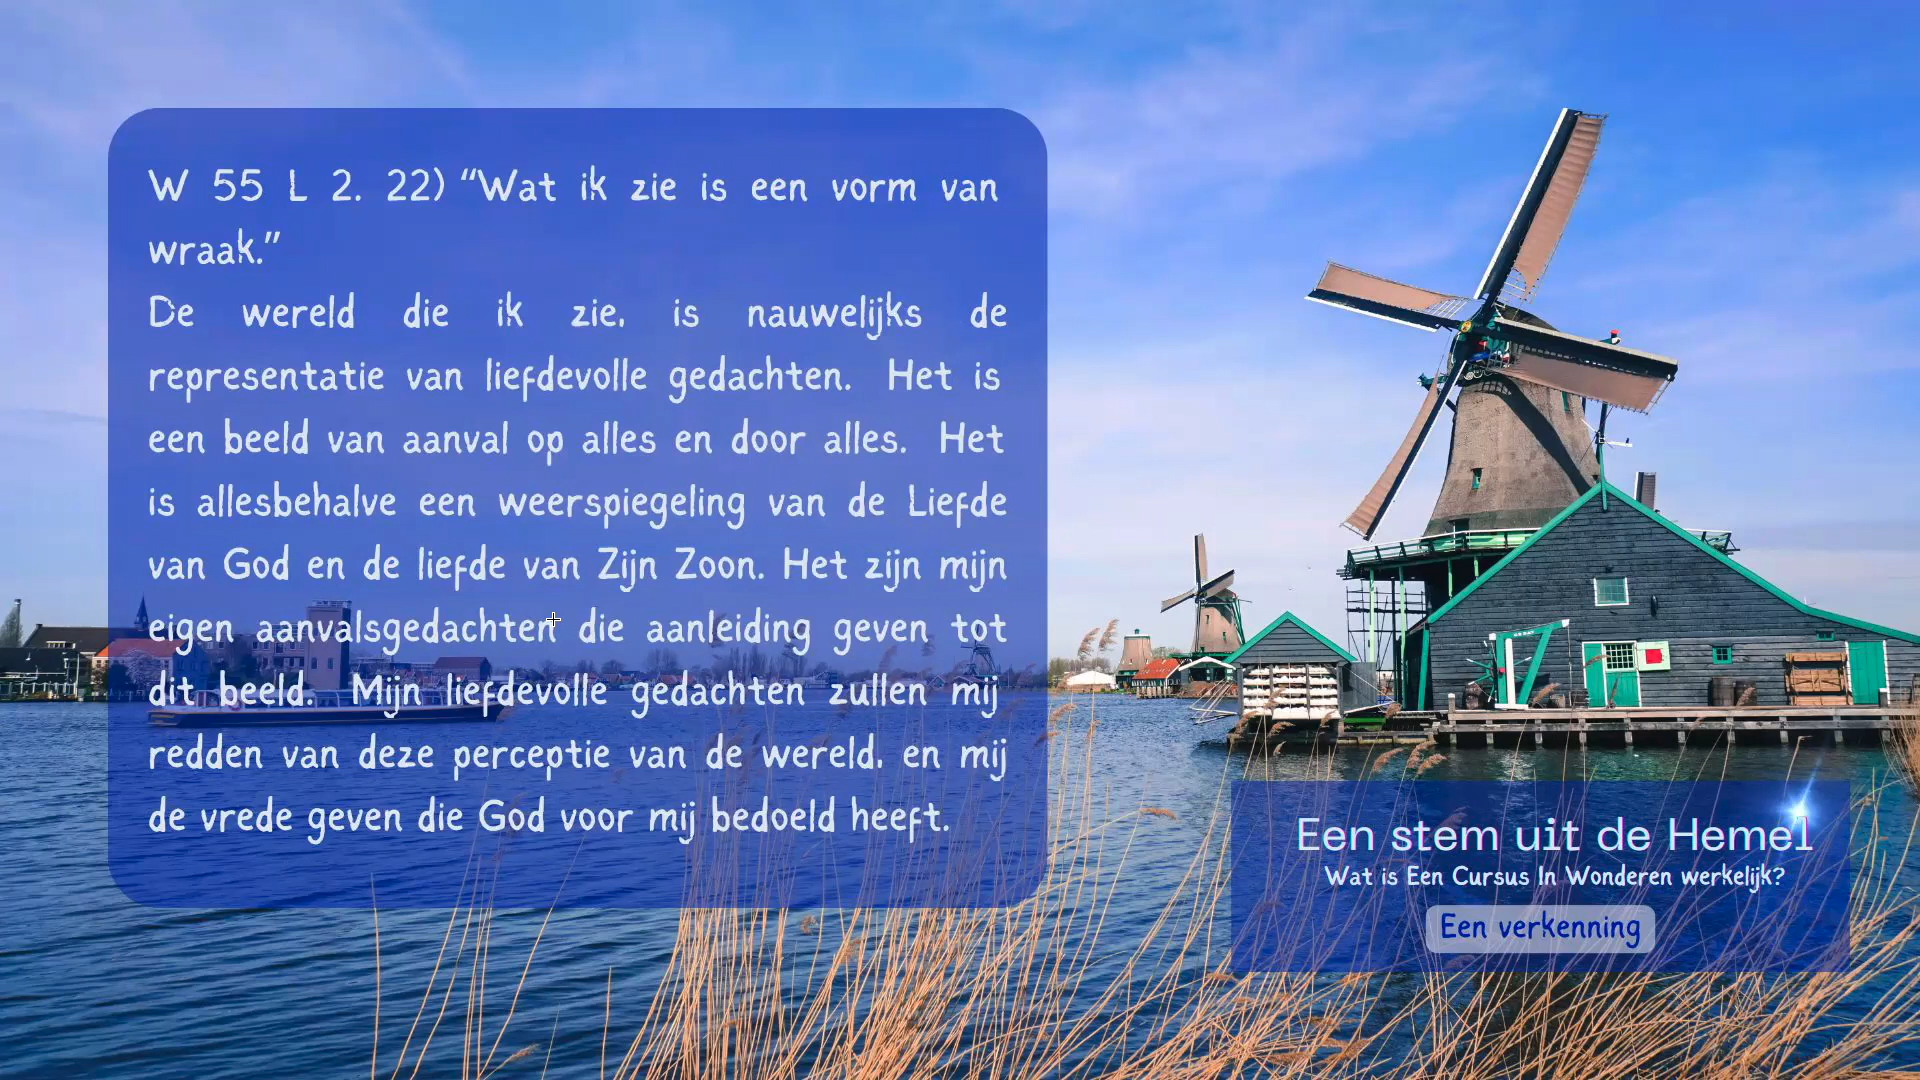 W 55 L 2. 22) “Wat ik zie is een vorm van
wraak.”
De wereld die ik zie, is nauwelijks de
representatie van liefdevolle gedachten. Het is
een beeld van aanval op alles en door alles. Het
is allesbehalve een weerspiegeling van de Liefde
van God en de liefde van Zijn Zoon. Het zijn mijn
eigen aanvalsgedachten die aanleiding geven tot
dit beeld. Mijn liefdevolle gedachten zullen mij
redden van deze perceptie van de wereld, en mij
de vrede geven die God voor mij bedoeld heeft.
Een stem uit de Hemel
Wat is Een Cursus In Wonderen werkelijk?
Een verkenning